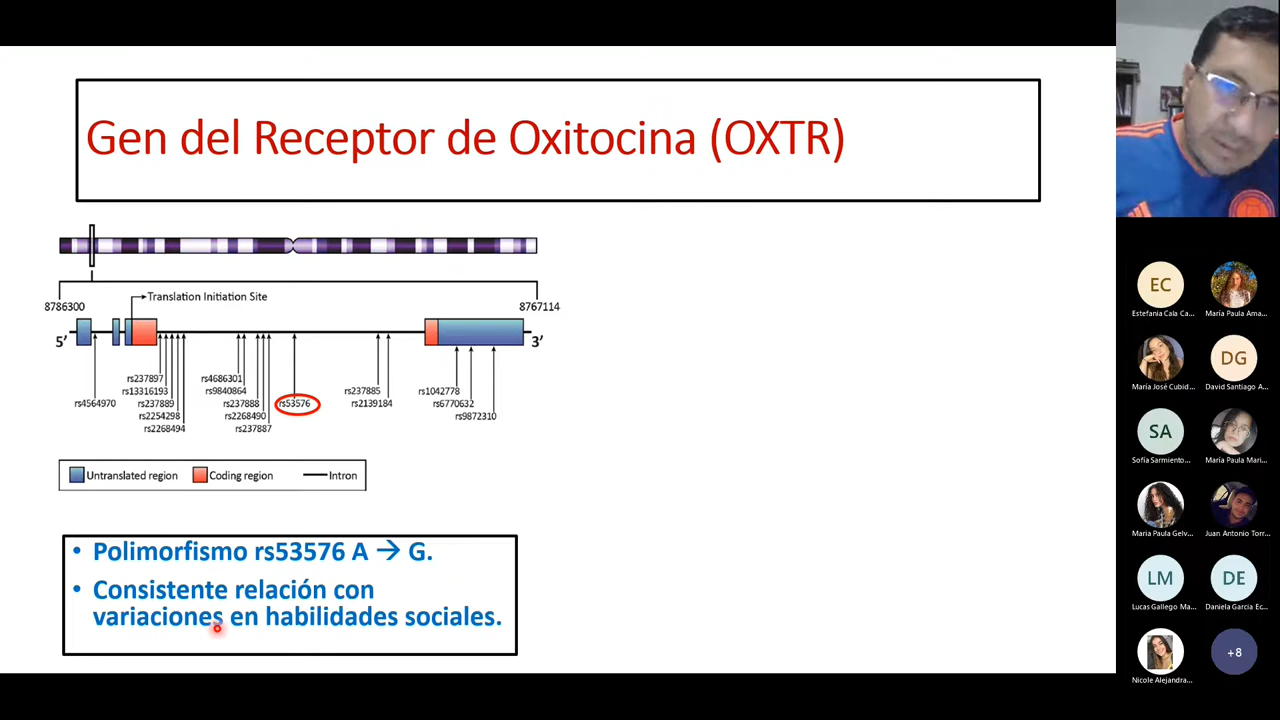 Gen del Receptor de Oxitocina (OXTR)
Translation Initiation Site
8786300
8767114
5’
3’
rs237897
rs13316193
rs4564970
rs237889
rs2254298
rs2268494
rs4686301
rs9840864
rs237888
rs2268490
rs237887
rs53576
rs237885
rs2139184
rs1042778
rs6770632
rs9872310
Untranslated region
Coding region
Intron
• Polimorfismo rs53576 A → G.
• Consistente relación con
variaciones en habilidades sociales.
EC
Estefania Cala Ca...
María Paula Ama...
María José Cubid...
DG
David Santiago A...
SA
Sofía Sarmiento...
María Paula Mari...
Maria Paula Gelv...
Juan Antonio Torr...
LM
Lucas Gallego Ma...
DE
Daniela Garcia Ec...
Nicole Alejandra...
+8